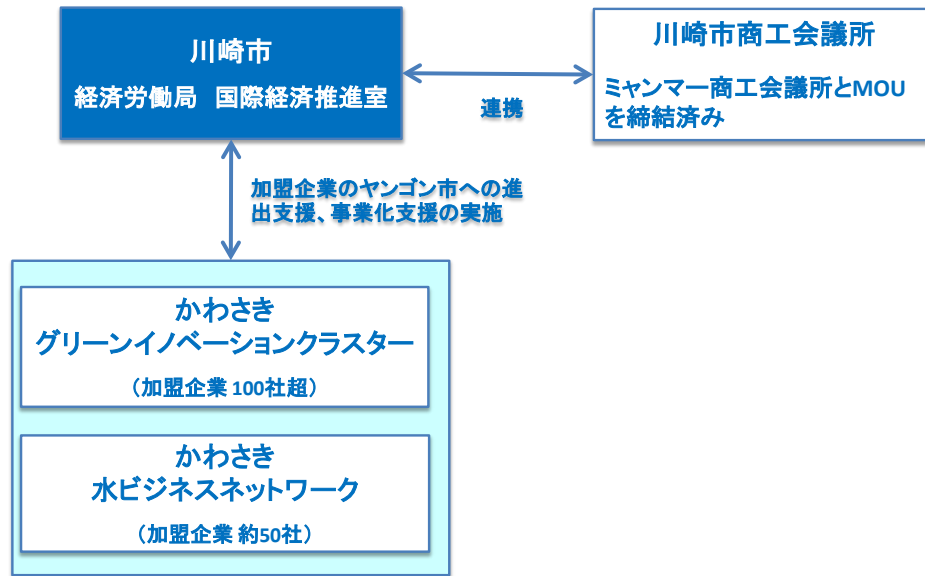 川崎市
経済労働局　国際経済推進室
川崎市商工会議所
ミャンマー商工会議所とMOU
を締結済み
連携
加盟企業のヤンゴン市への進
出支援、事業化支援の実施
かわさき
グリーンイノベーションクラスター
（加盟企業 100社超）
かわさき
水ビジネスネットワーク
（加盟企業 約50社）